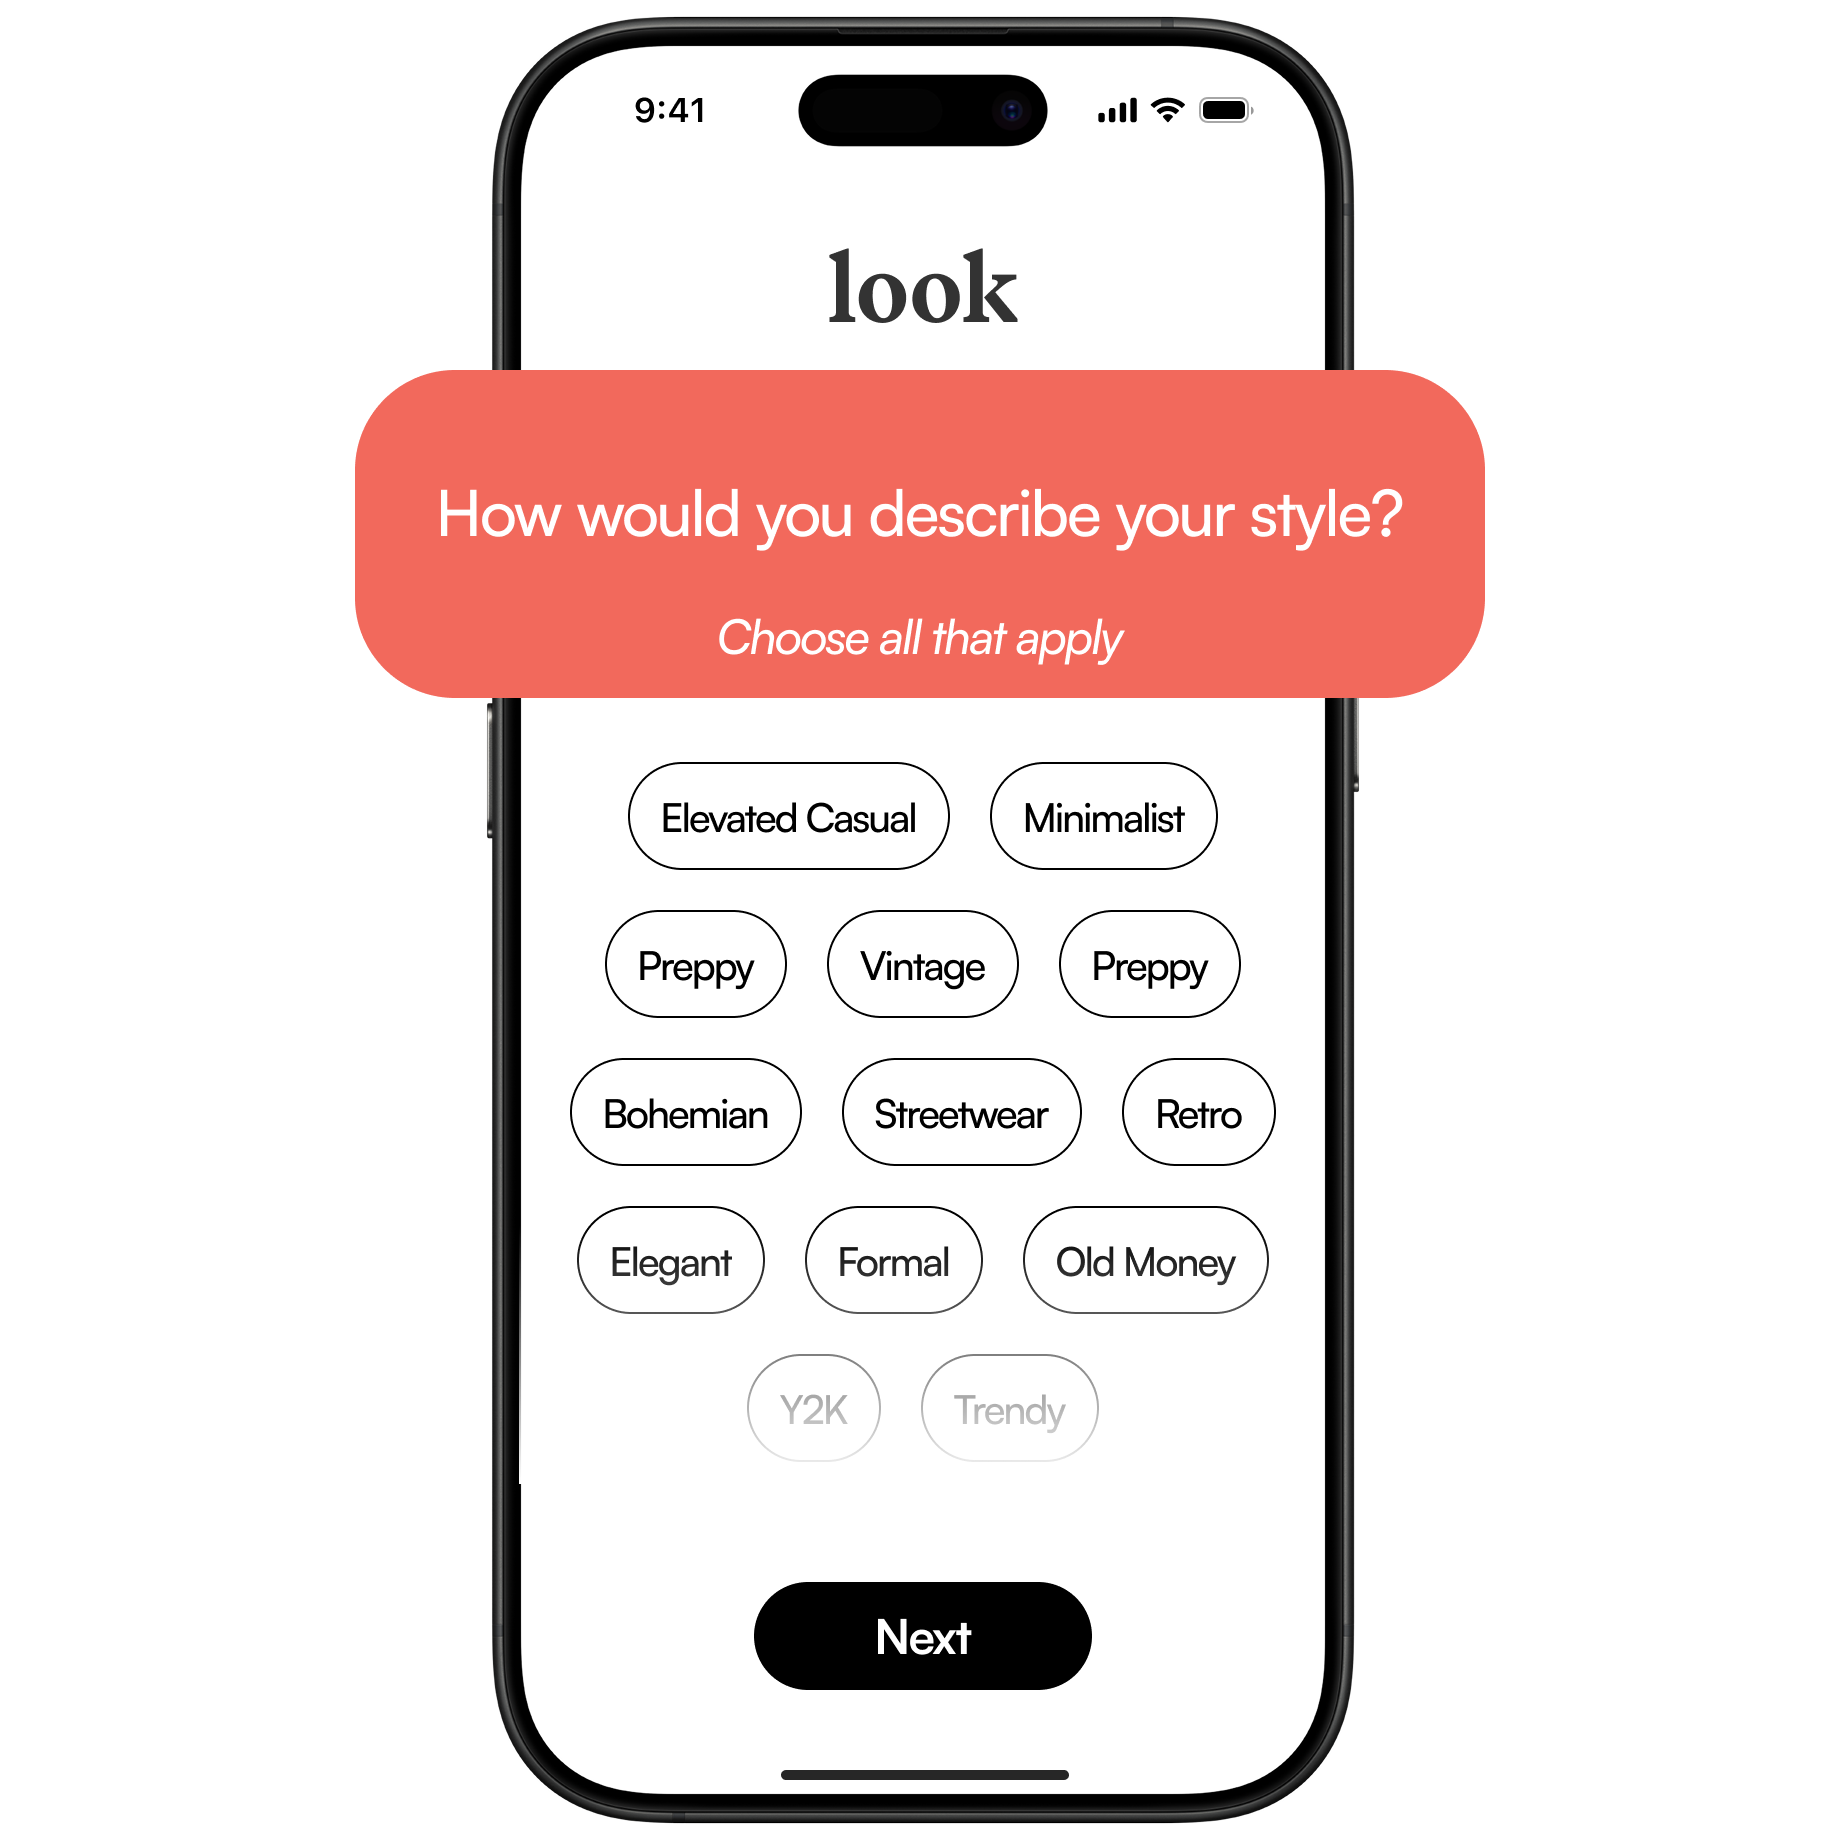 9:41
look
How would you describe your style?
Choose all that apply
Elevated Casual Minimalist
Preppy Vintage Preppy
Bohemian Streetwear Retro
Elegant Formal Old Money
Y2K Trendy
Next